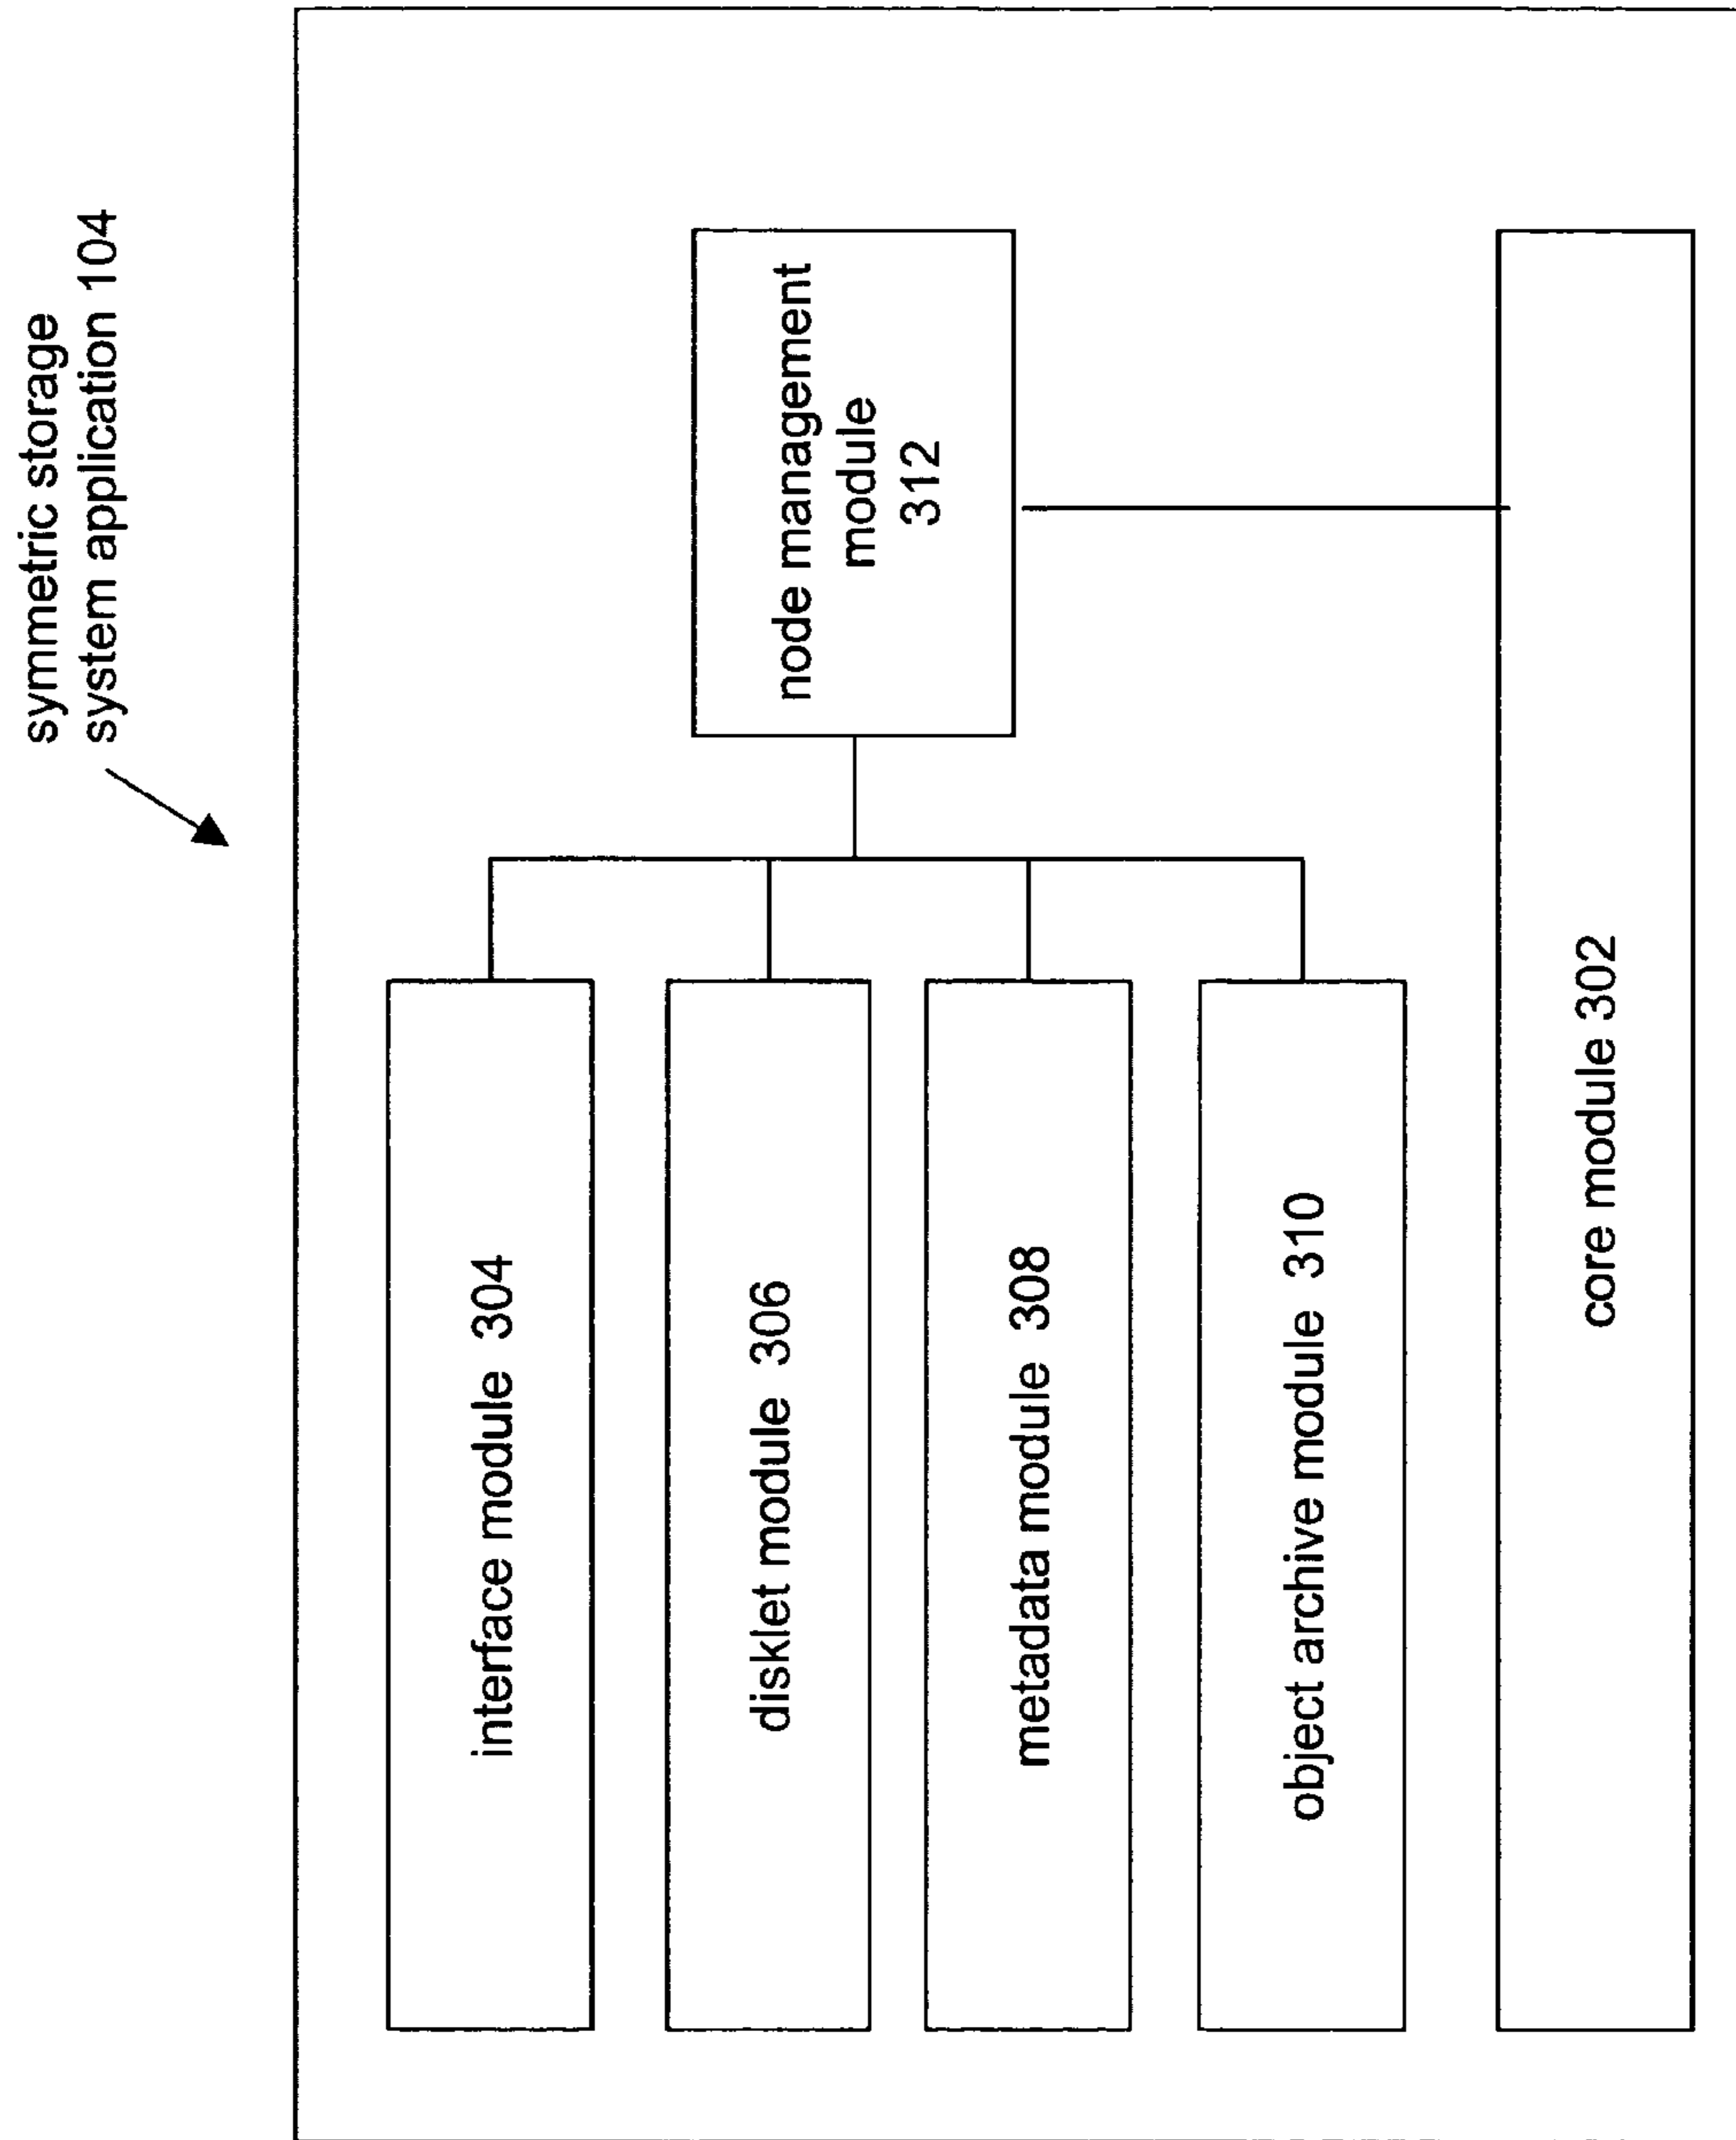 symmetric storage
system application 104
interface module 304
disklet module 306
metadata module 308
object archive module 310
node management
module
312
core module 302